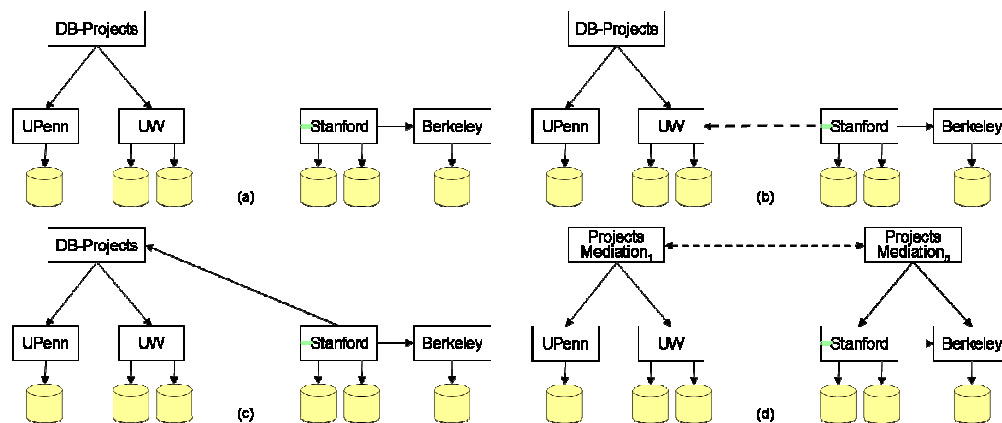 DB-Projects
UPenn
UW
Stanford
Berkeley
(a)
DB-Projects
UPenn
UW
Stanford
Berkeley
(b)
DB-Projects
UPenn
UW
Stanford
Berkeley
(c)
Projects
Mediation1
Projects
Mediationn
UPenn
UW
Stanford
Berkeley
(d)